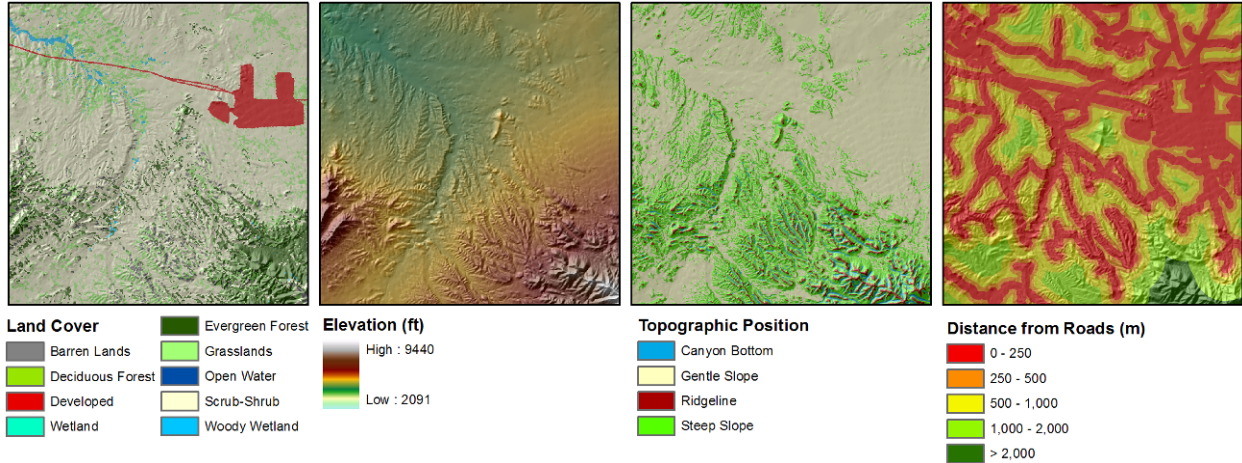 Land Cover
Barren Lands
Deciduous Forest
Developed
Wetland
Evergreen Forest
Grasslands
Open Water
Scrub-Shrub
Woody Wetland
Elevation (ft)
High : 9440
Low : 2091
Topographic Position
Canyon Bottom
Gentle Slope
Ridgeline
Steep Slope
Distance from Roads (m)
0 - 250
250 - 500
500 - 1,000
1,000 - 2,000
> 2,000